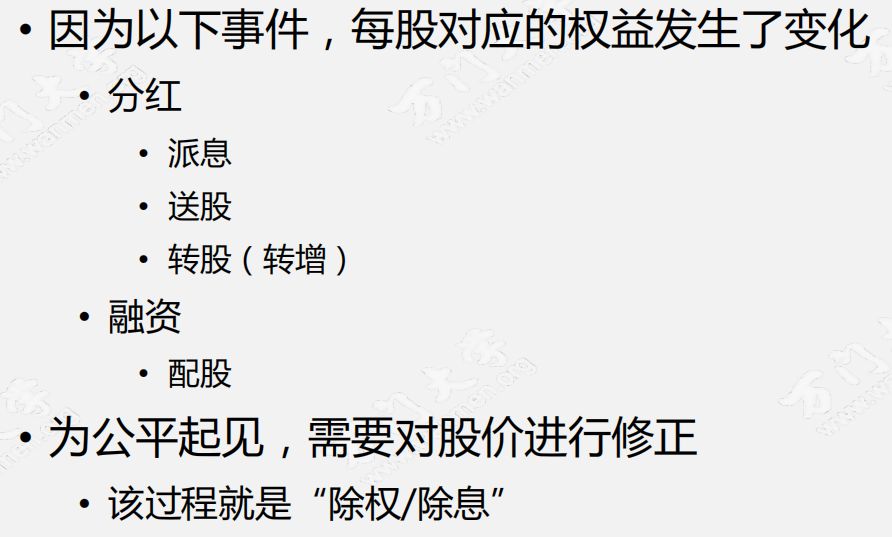 • 因为以下事件，每股对应的权益发生了变化
• 分红
• 派息
• 送股
• 转股（转增）
• 融资
• 配股
• 为公平起见，需要对股价进行修正
• 该过程就是“除权/除息”